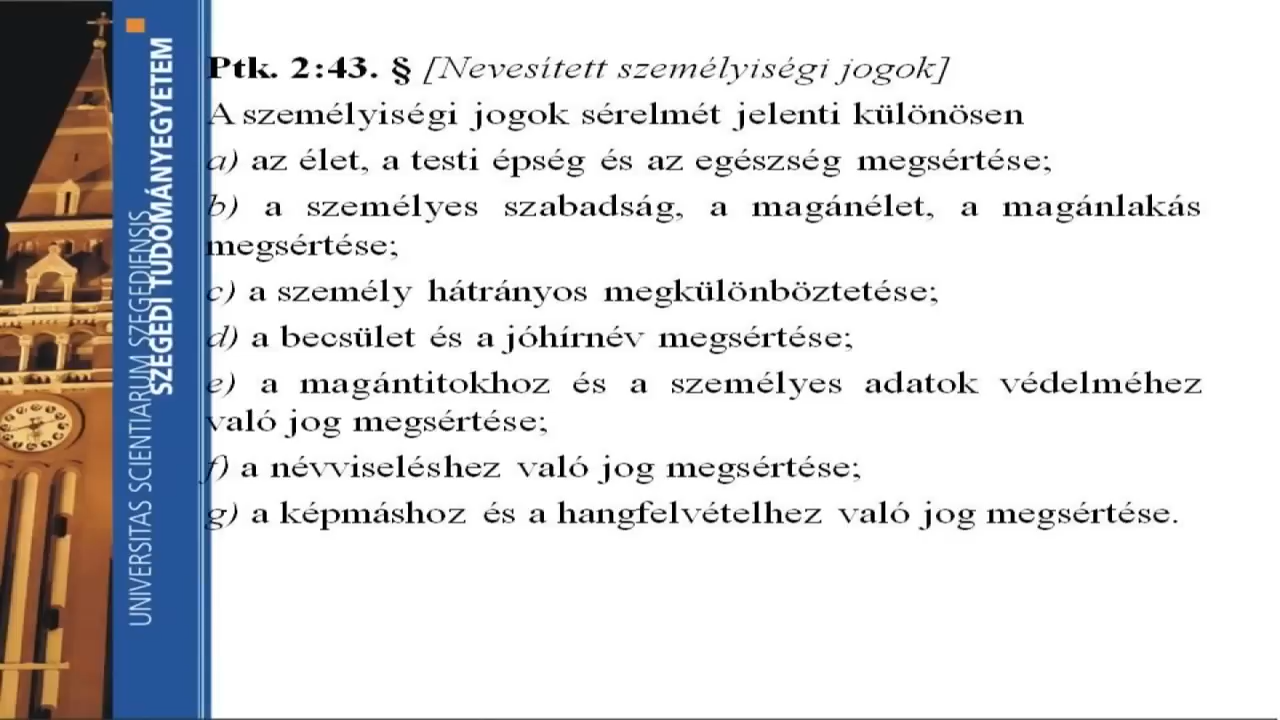 Ptk. 2:43. § [Nevesített személyiségi jogok]
A személyiségi jogok sérelmét jelenti különösen
a) az élet, a testi épség és az egészség megsértése;
b) a személyes szabadság, a magánélet, a magánlakás
megsértése;
c) a személy hátrányos megkülönböztetése;
d) a becsület és a jóhírnév megsértése;
e) a magántitokhoz és a személyes adatok védelméhez
való jog megsértése;
f) a névviseléshez való jog megsértése;
g) a képmáshoz és a hangfelvételhez való jog megsértése.
UNIVERSITAS SCIENTIARUM SZEGEDIENSIS
SZEGEDI TUDOMÁNYEGYETEM